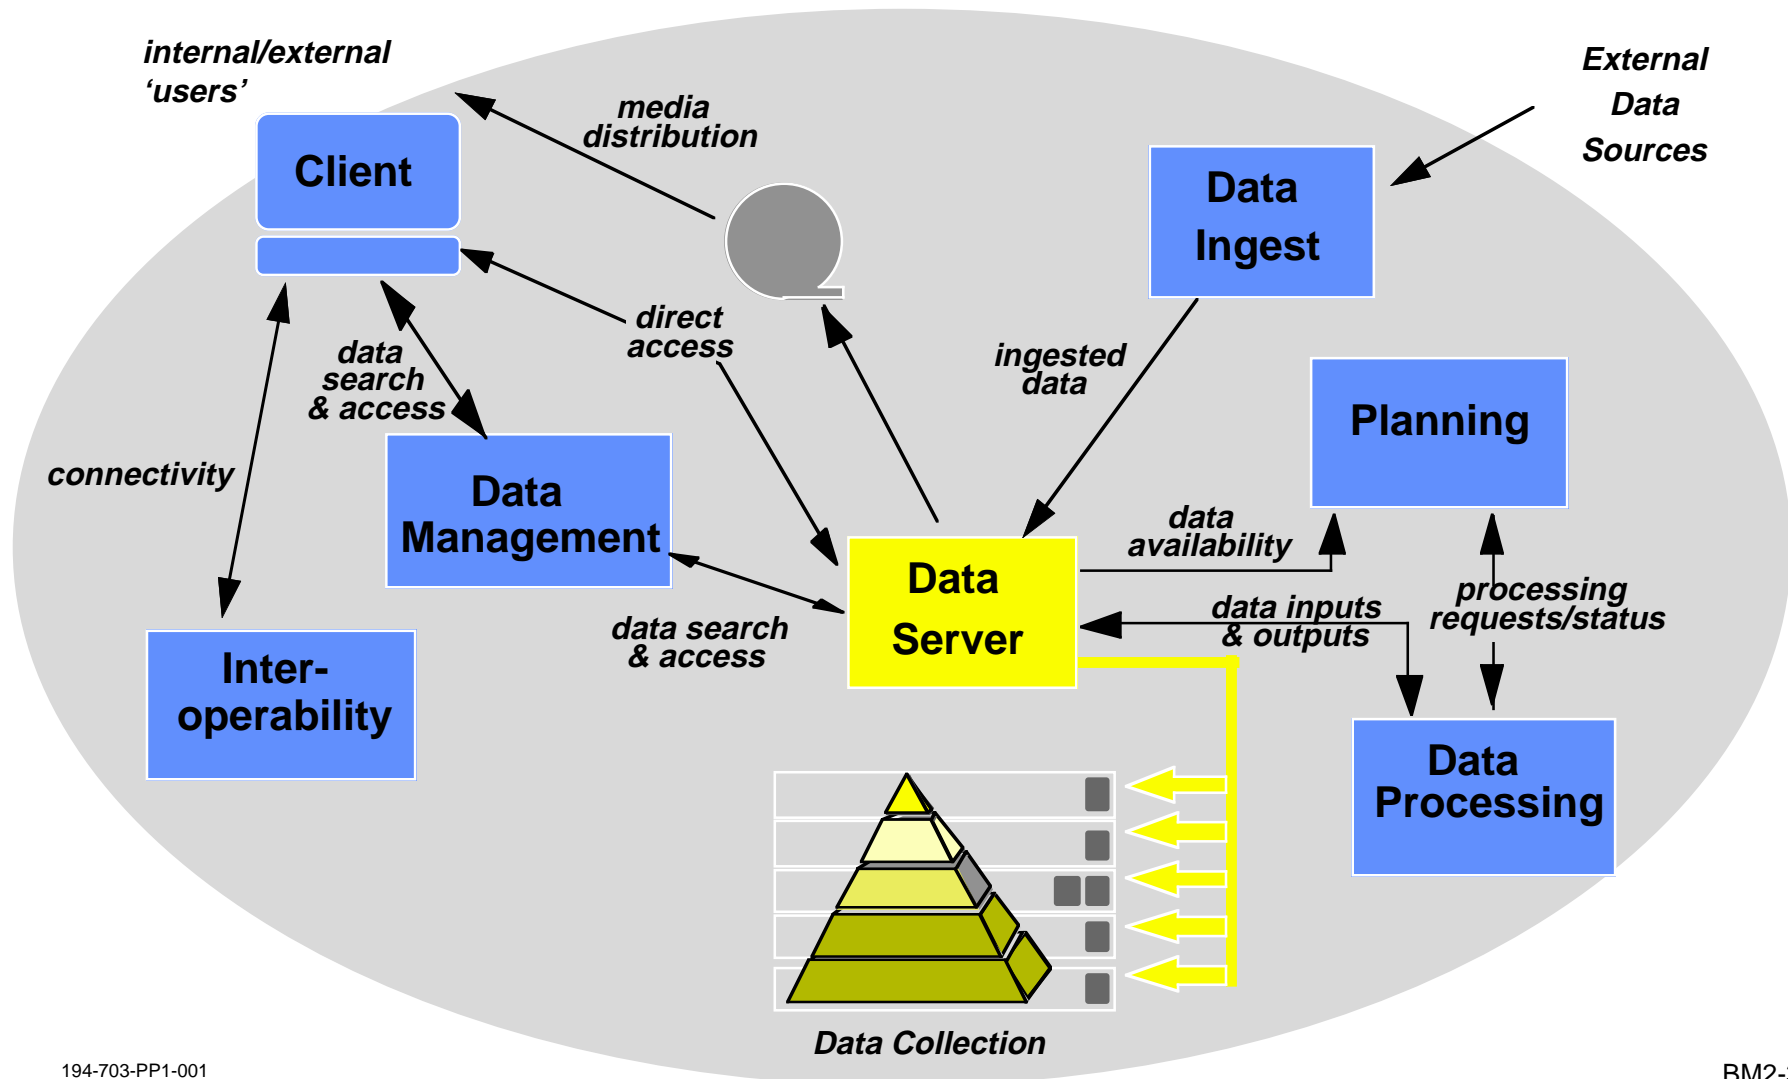 internal/external
‘users’
External
Data
Sources
media
distribution
Client
Data
Ingest
direct
access
data
search
& access
ingested
data
Planning
connectivity
Data
Management
data
availability
Data
Server
processing
requests/status
data inputs
& outputs
data search
& access
Inter-
operability
Data
Processing
Data Collection
194-703-PP1-001